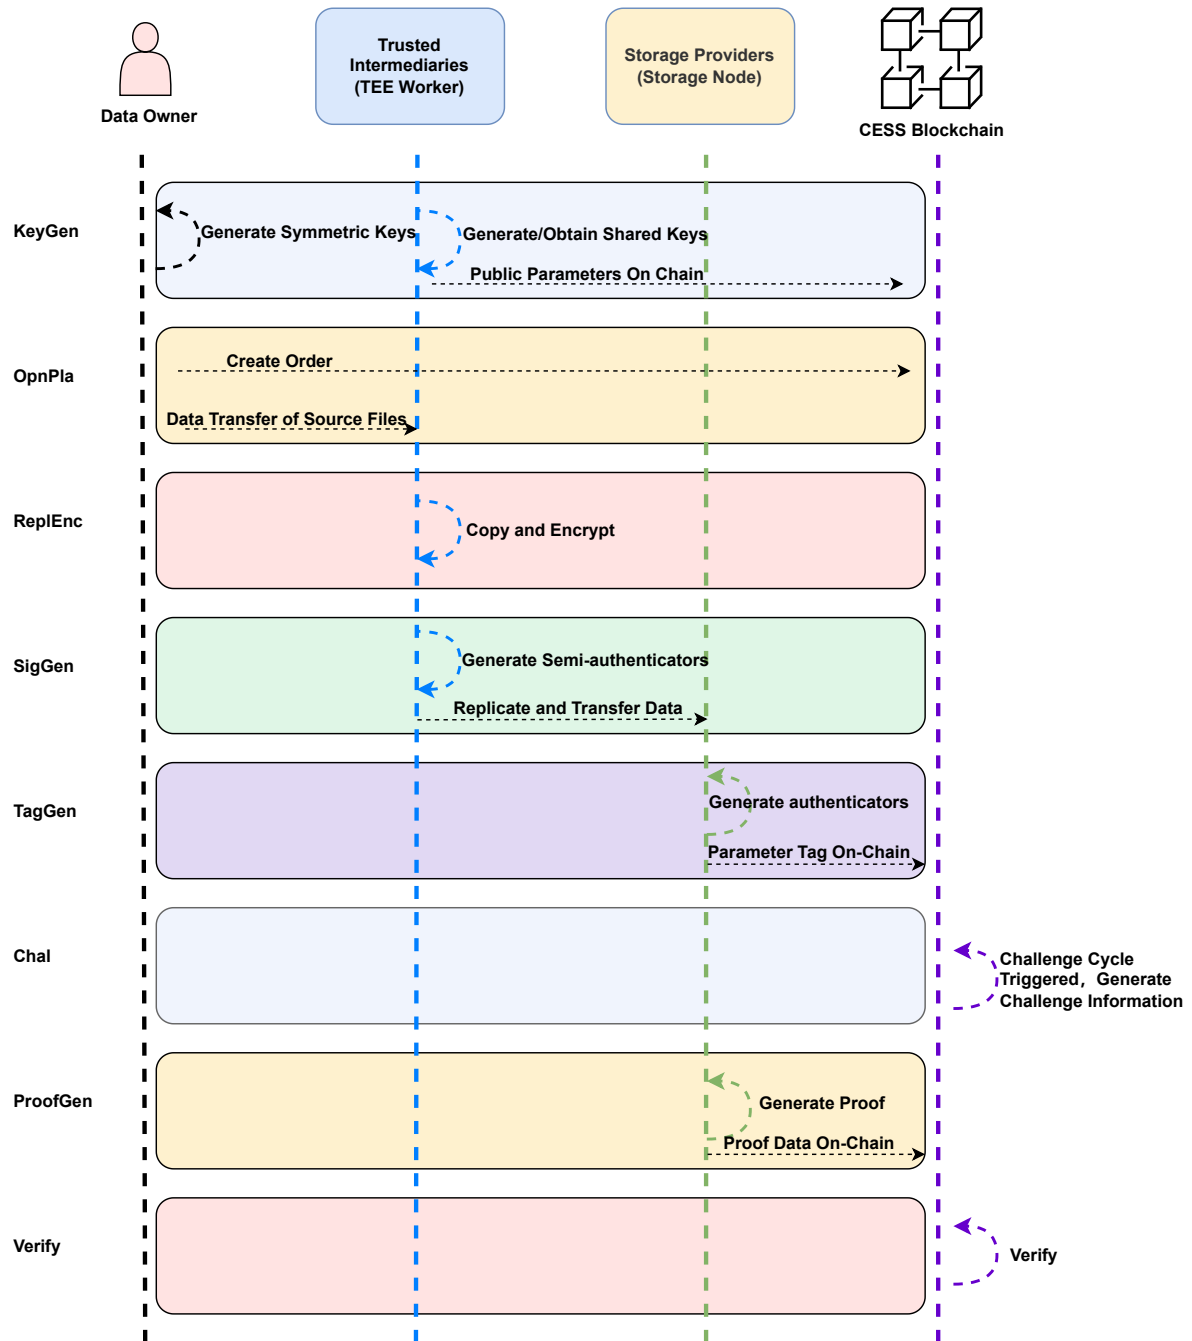 Data Owner
Trusted
Intermediaries
(TEE Worker)
Storage Providers
(Storage Node)
CESS Blockchain
KeyGen
Generate Symmetric Keys
Generate/Obtain Shared Keys
Public Parameters On Chain
OpnPla
Create Order
Data Transfer of Source Files
ReplEnc
Copy and Encrypt
SigGen
Generate Semi-authenticators
Replicate and Transfer Data
TagGen
Generate authenticators
Parameter Tag On-Chain
Chal
Challenge Cycle
Triggered，Generate
Challenge Information
ProofGen
Generate Proof
Proof Data On-Chain
Verify
Verify